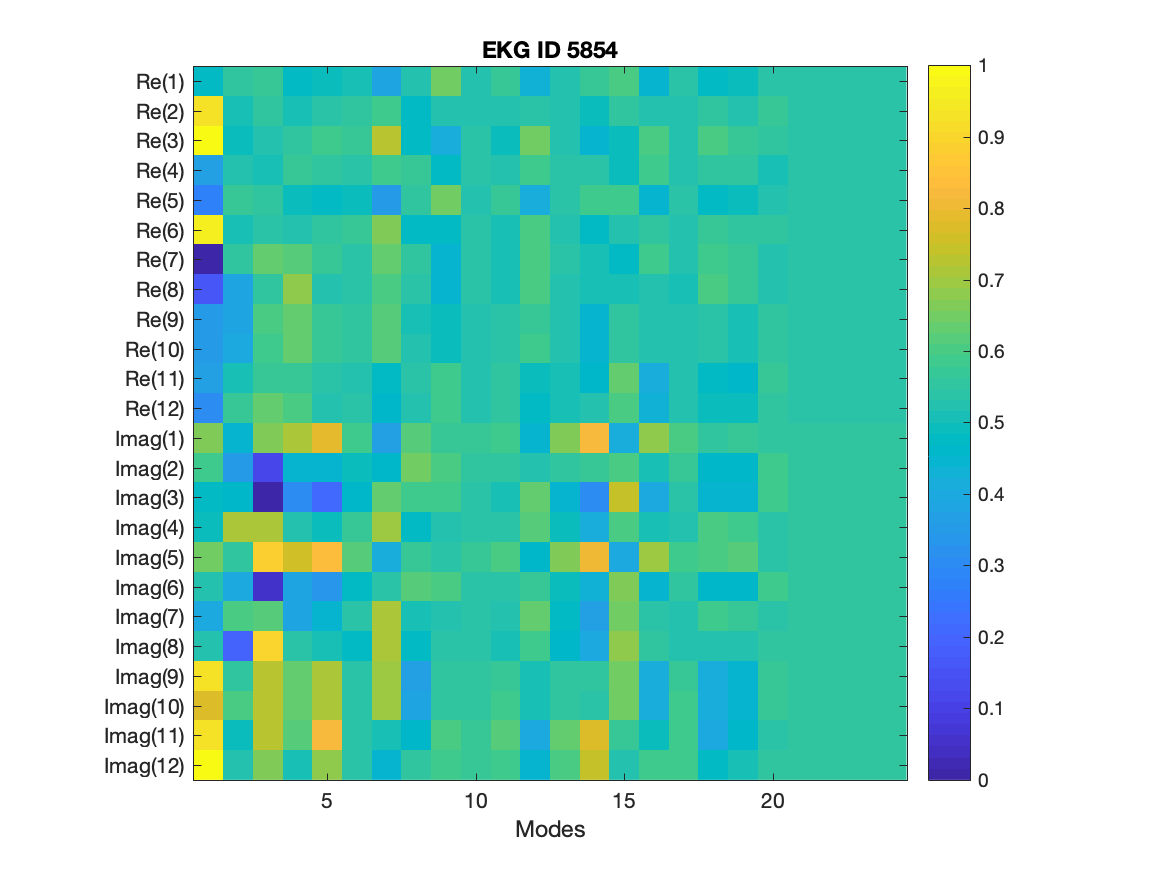 EKG ID 5854
Re(1)
Re(2)
Re(3)
Re(4)
Re(5)
Re(6)
Re(7)
Re(8)
Re(9)
Re(10)
Re(11)
Re(12)
Imag(1)
Imag(2)
Imag(3)
Imag(4)
Imag(5)
Imag(6)
Imag(7)
Imag(8)
Imag(9)
Imag(10)
Imag(11)
Imag(12)
5 10 15 20
Modes
1
0.9
0.8
0.7
0.6
0.5
0.4
0.3
0.2
0.1
0